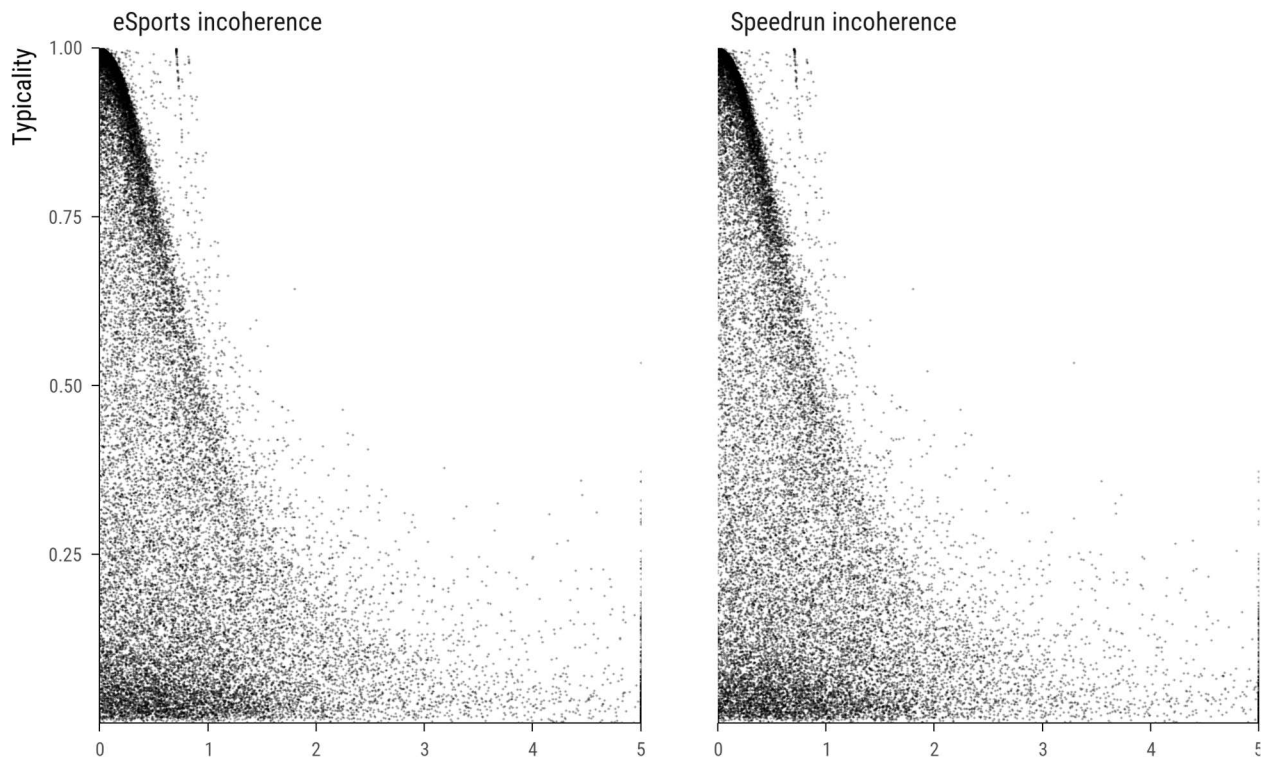 eSports incoherence
Speedrun incoherence
Typicality
1.00
0.75
0.50
0.25
0 1 2 3 4 5
0 1 2 3 4 5